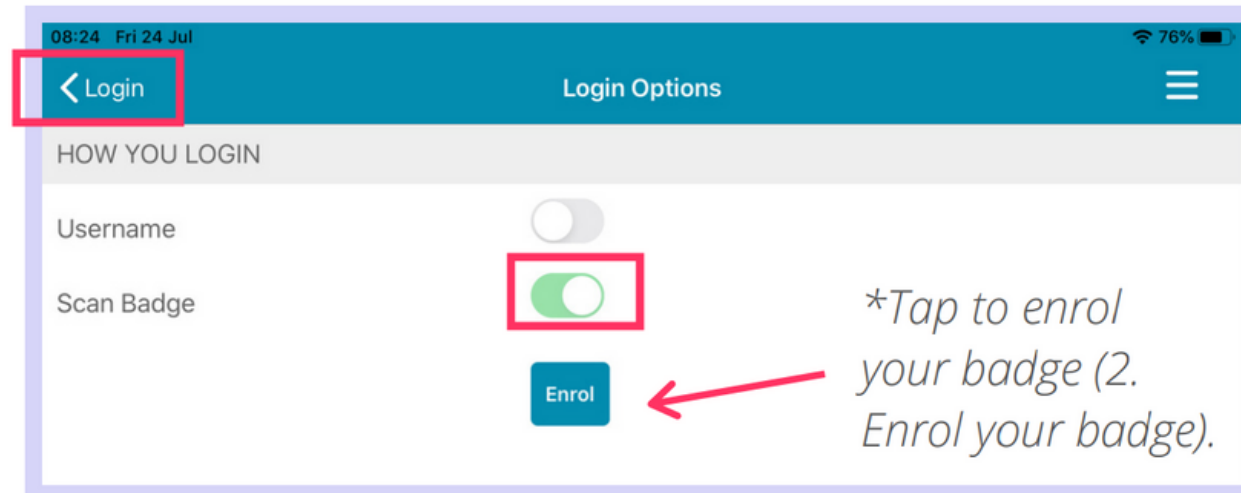 08:24 Fri 24 Jul
76%
Login
Login Options
HOW YOU LOGIN
Username
Scan Badge
Enrol
*Tap to enrol
your badge (2.
Enrol your badge).